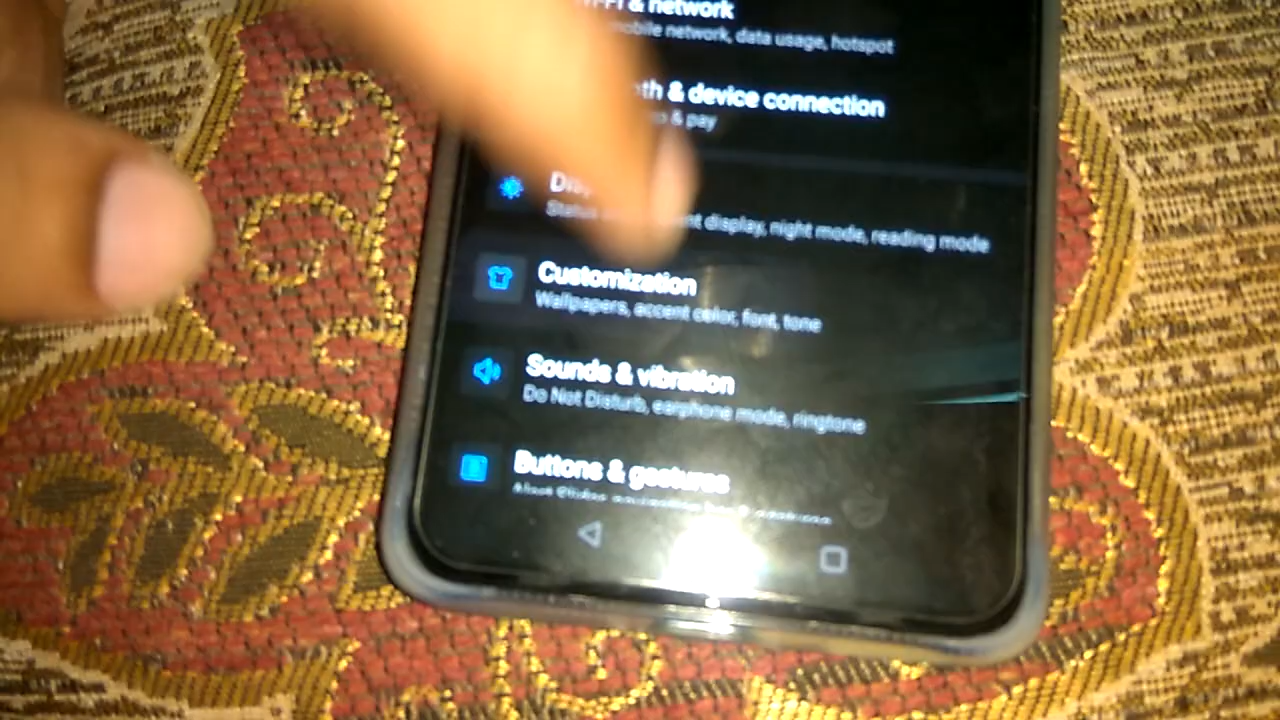 & network
mobile network, data usage, hotspot
& device connection
& pay
display, night mode, reading mode
Customization
Wallpapers, accent color, font, tone
Sounds & vibration
Do Not Disturb, earphone mode, ringtone
Buttons & gestures